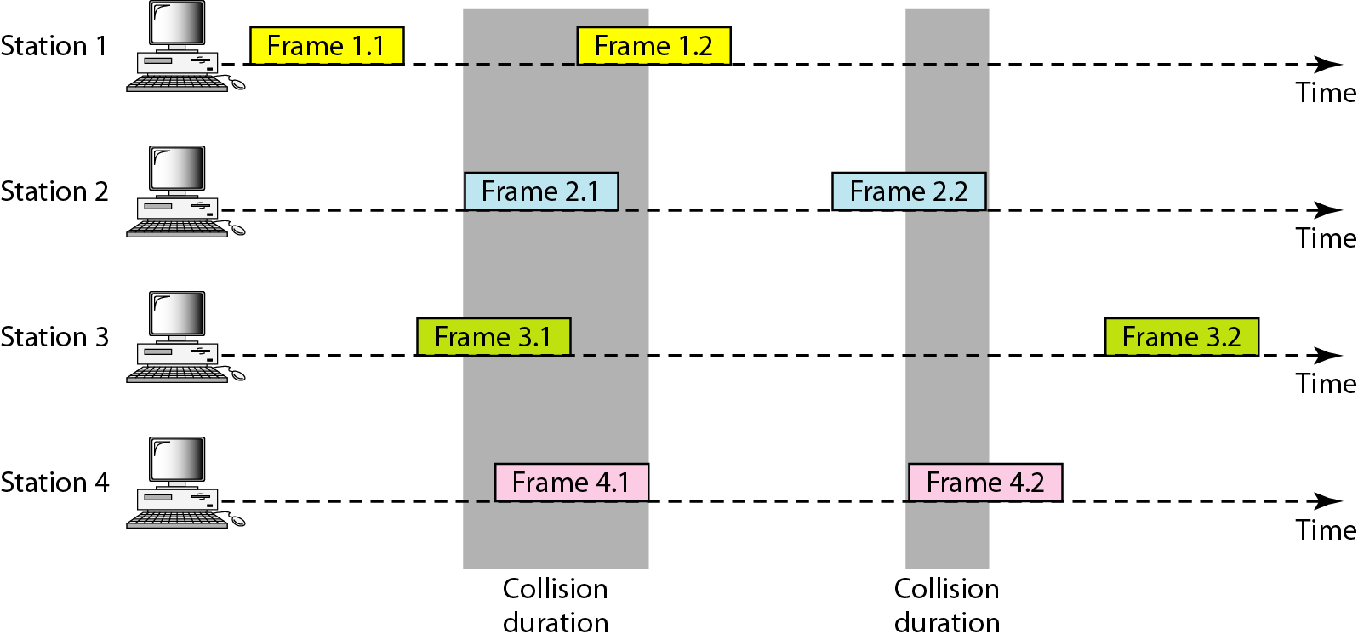 Station 1
Frame 1.1
Frame 1.2
Time
Station 2
Frame 2.1
Frame 2.2
Time
Station 3
Frame 3.1
Frame 3.2
Time
Station 4
Frame 4.1
Frame 4.2
Time
Collision
duration
Collision
duration